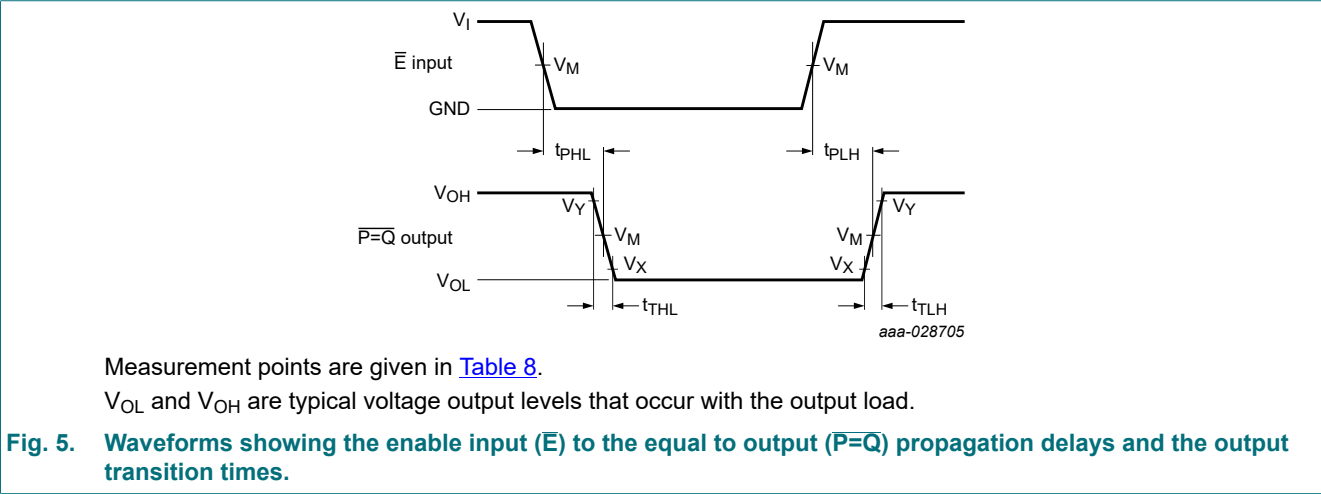 V_I
E̅ input
V_M
V_M
GND
t_PHL
t_PLH
V_OH
V_Y
V_Y
P̅=̅Q̅ output
V_M
V_M
V_X
V_X
V_OL
t_THL
t_TLH
aaa-028705
Measurement points are given in Table 8.
V_OL and V_OH are typical voltage output levels that occur with the output load.
Fig. 5. Waveforms showing the enable input (E̅) to the equal to output (P̅=̅Q̅) propagation delays and the output
transition times.